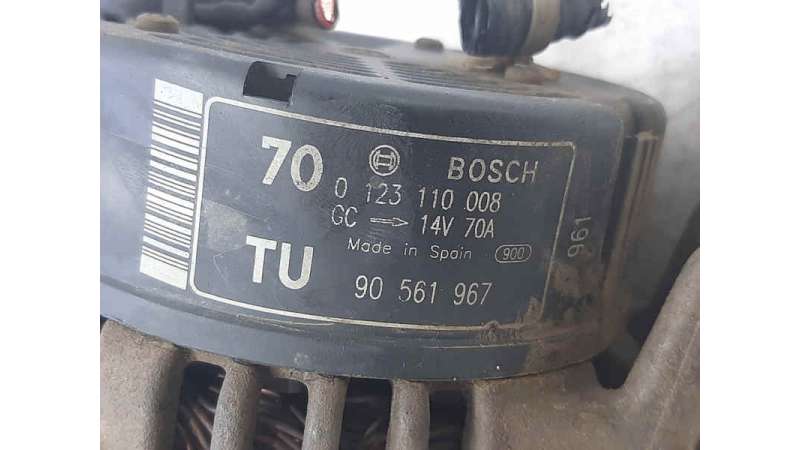 70 BOSCH
0 123 110 008
GC → 14V 70A
Made in Spain 900
TU 90 561 967
961